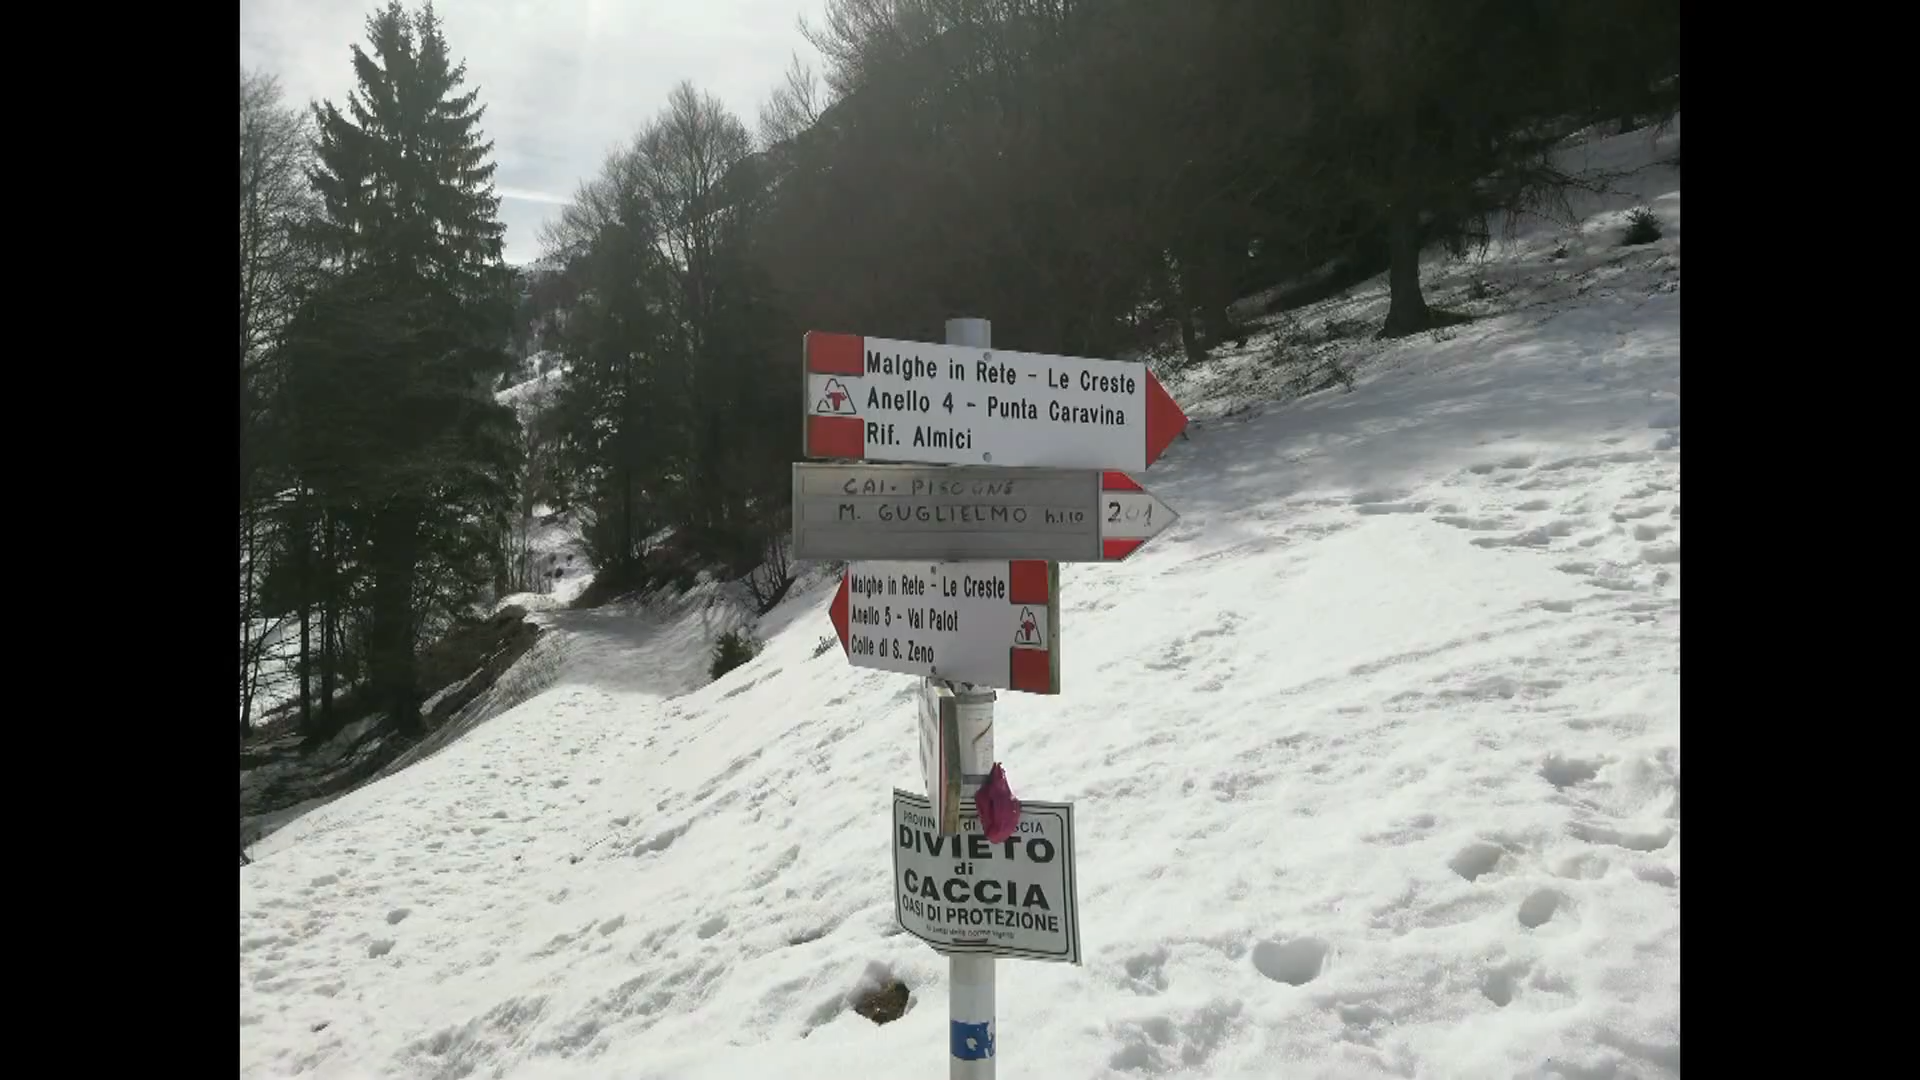 Malghe in Rete - Le Creste
Anello 4 - Punta Caravina
Rif. Almici
CAI. PISOGNE
M. GUGLIELMO h.1.10
201
Malghe in Rete - Le Creste
Anello 5 - Val Palot
Colle di S. Zeno
di
DIVIETO
di
CACCIA
OASI DI PROTEZIONE